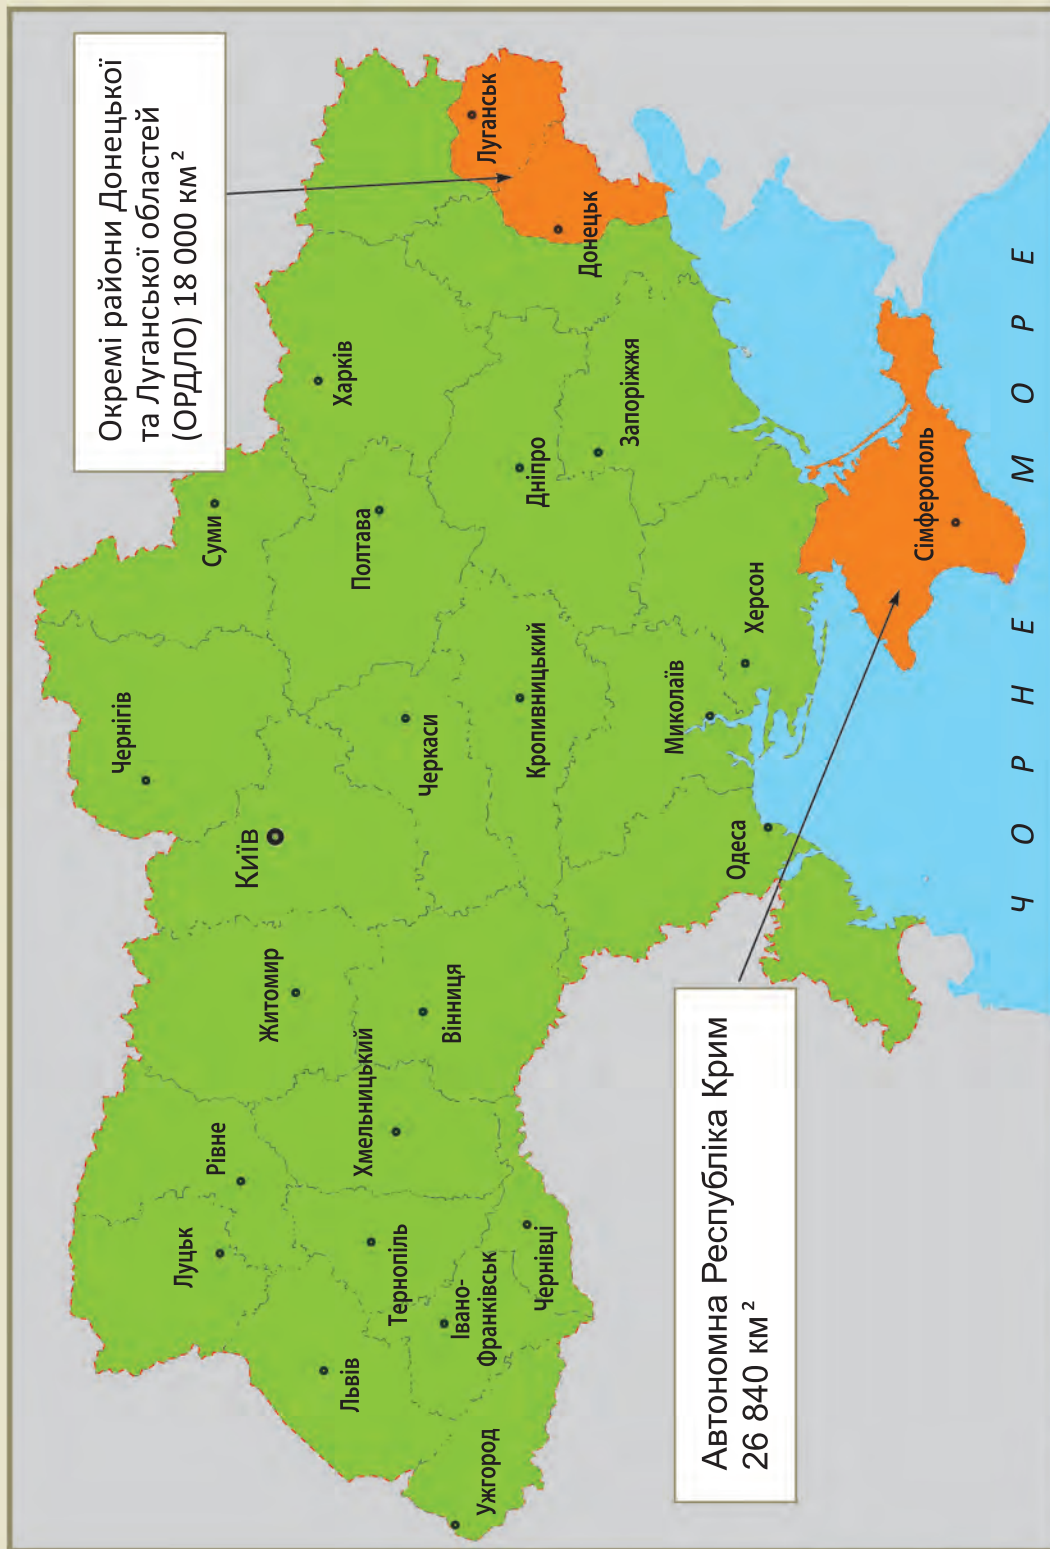 Окремі райони Донецької
та Луганської областей
(ОРДЛО) 18 000 км²
Луганськ
Донецьк
Харків
Суми
Полтава
Дніпро
Запоріжжя
Чернігів
Київ
Черкаси
Кропивницький
Миколаїв
Херсон
Одеса
Сімферополь
Житомир
Вінниця
Хмельницький
Рівне
Луцьк
Тернопіль
Львів
Івано-
Франківськ
Чернівці
Ужгород
Автономна Республіка Крим
26 840 км²
ЧОРНЕ МОРЕ